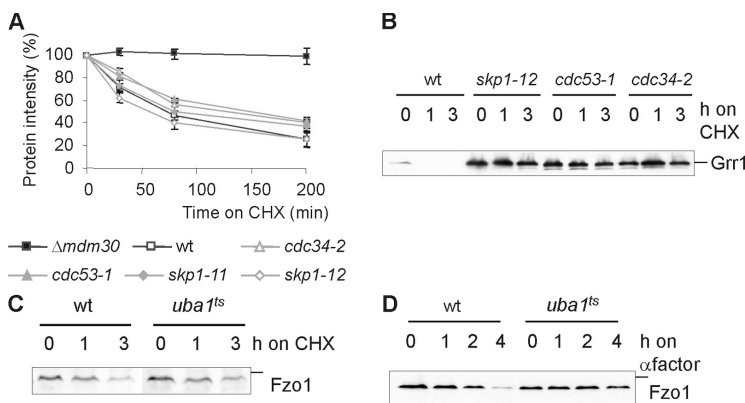 A
Protein intensity (%)
100
80
60
40
20
0
0 50 100 150 200
Time on CHX (min)
Δmdm30 wt cdc34-2
cdc53-1 skp1-11 skp1-12
B
wt skp1-12 cdc53-1 cdc34-2
0 1 3 0 1 3 0 1 3 0 1 3 h on CHX
Grr1
C
wt uba1ts
0 1 3 0 1 3 h on CHX
Fzo1
D
wt uba1ts
0 1 2 4 0 1 2 4 h on αfactor
Fzo1